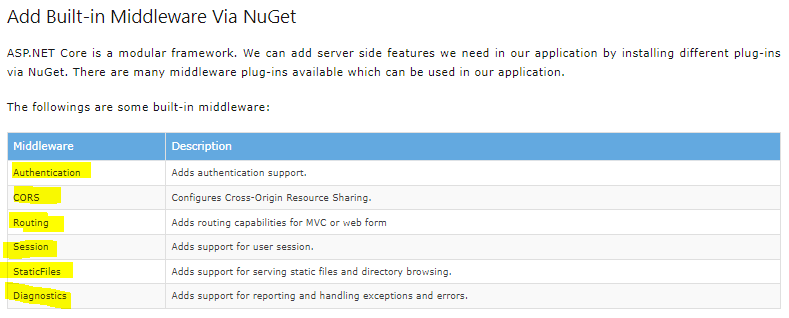 Add Built-in Middleware Via NuGet
ASP.NET Core is a modular framework. We can add server side features we need in our application by installing different plug-ins
via NuGet. There are many middleware plug-ins available which can be used in our application.
The followings are some built-in middleware:
Middleware Description
Authentication Adds authentication support.
CORS Configures Cross-Origin Resource Sharing.
Routing Adds routing capabilities for MVC or web form
Session Adds support for user session.
StaticFiles Adds support for serving static files and directory browsing.
Diagnostics Adds support for reporting and handling exceptions and errors.